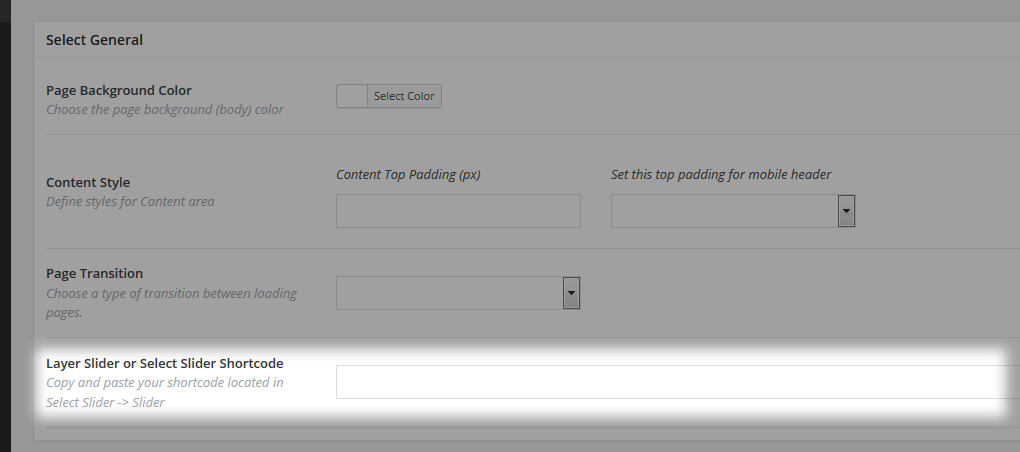 Select General
Page Background Color
Choose the page background (body) color
Select Color
Content Style
Define styles for Content area
Content Top Padding (px)
Set this top padding for mobile header
Page Transition
Choose a type of transition between loading
pages.
Layer Slider or Select Slider Shortcode
Copy and paste your shortcode located in
Select Slider -> Slider